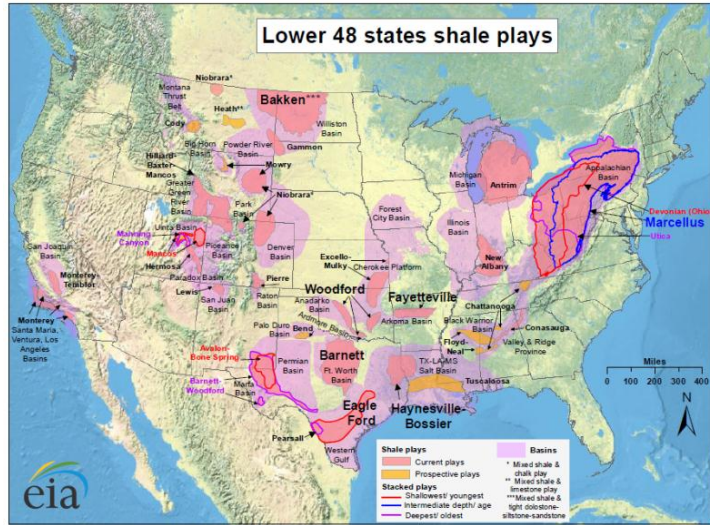 Lower 48 states shale plays
Niobrara*
Montana
Thrust
Belt
Heath**
Bakken***
Williston
Basin
Cody
Big Horn
Basin
Powder River
Basin
Gammon
Hilliard-
Baxter-
Mancos
Mowry
Greater
Green
River
Basin
Niobrara*
Park
Basin
Uinta Basin
Manning
Canyon
Mancos
Piceance
Basin
Denver
Basin
Hermosa
Paradox Basin
Lewis
San Juan
Basin
Pierre
Raton
Basin
San Joaquin
Basin
Monterey-
Temblor
Monterey
Santa Maria,
Ventura, Los
Angeles
Basins
Forest
City Basin
Illinois
Basin
Michigan
Basin
Antrim
Appalachian
Basin
Devonian (Ohio
Marcellus
Utica
New
Albany
Excello-
Mulky
Cherokee Platform
Woodford
Anadarko
Basin
Ardmore Basin
Fayetteville
Arkoma Basin
Chattanooga
Black Warrior
Basin
Conasauga
Floyd-
Neal
Valley & Ridge
Province
Palo Duro
Basin
Bend
Avalon-
Bone Spring
Permian
Basin
Barnett
Ft. Worth
Basin
TX-LA-MS
Salt Basin
Tuscaloosa
Barnett-
Woodford
Marfa
Basin
Eagle
Ford
Haynesville-
Bossier
Pearsall
Western
Gulf
Miles
0 100 200 300 400
N
Shale plays
Current plays
Prospective plays
Stacked plays
Shallowest/ youngest
Intermediate depth/ age
Deepest/ oldest
Basins
* Mixed shale &
chalk play
** Mixed shale &
limestone play
***Mixed shale &
tight dolostone-
siltstone-sandstone
eia